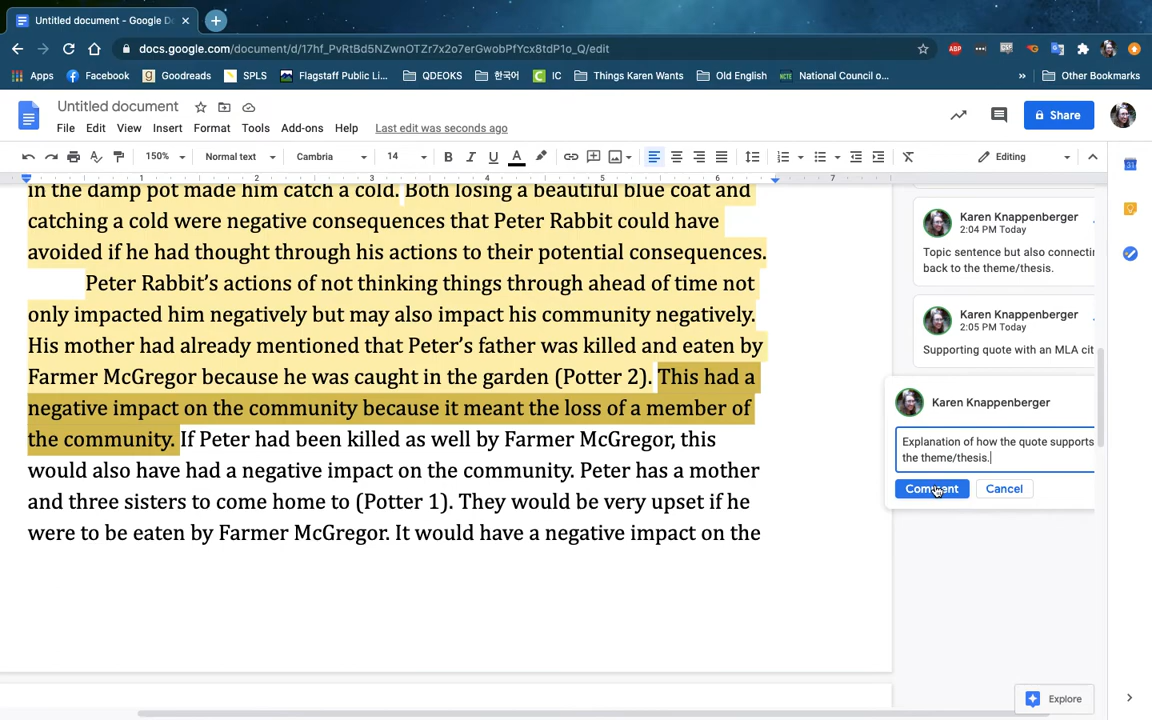 Untitled document - Google Do
docs.google.com/document/d/17hf_PvRtBd5NZwnOTZr7x2o7erGwobPfYcx8tdP1o_Q/edit
Apps Facebook Goodreads SPLS Flagstaff Public Li... QDEOKS 한국어 IC Things Karen Wants Old English National Council o... » Other Bookmarks
Untitled document
File Edit View Insert Format Tools Add-ons Help Last edit was seconds ago
Share
150% Normal text Cambria 14 B I U A Editing
1 2 3 4 5 6 7
in the damp pot made him catch a cold. Both losing a beautiful blue coat and
catching a cold were negative consequences that Peter Rabbit could have
avoided if he had thought through his actions to their potential consequences.
Peter Rabbit’s actions of not thinking things through ahead of time not
only impacted him negatively but may also impact his community negatively.
His mother had already mentioned that Peter’s father was killed and eaten by
Farmer McGregor because he was caught in the garden (Potter 2). This had a
negative impact on the community because it meant the loss of a member of
the community. If Peter had been killed as well by Farmer McGregor, this
would also have had a negative impact on the community. Peter has a mother
and three sisters to come home to (Potter 1). They would be very upset if he
were to be eaten by Farmer McGregor. It would have a negative impact on the
Karen Knappenberger
2:04 PM Today
Topic sentence but also connectin
back to the theme/thesis.
Karen Knappenberger
2:05 PM Today
Supporting quote with an MLA cit
Karen Knappenberger
Explanation of how the quote supports
the theme/thesis.
Comment Cancel
Explore